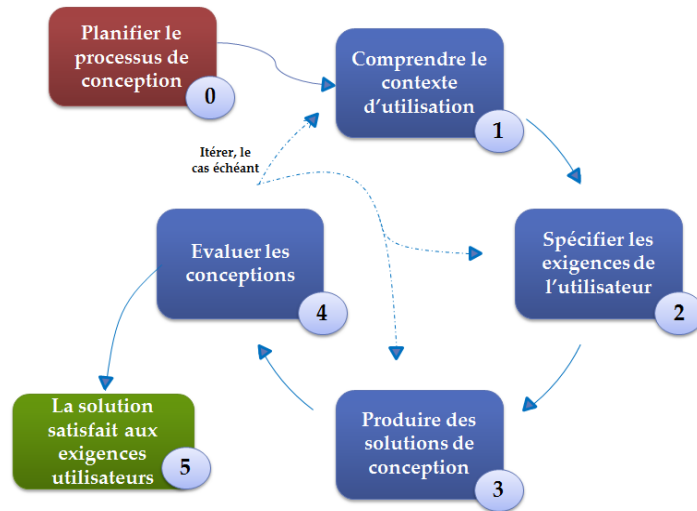 Planifier le
processus de
conception
0
Comprendre le
contexte
d'utilisation
1
Itérer, le
cas échéant
Evaluer les
conceptions
4
Spécifier les
exigences de
l'utilisateur
2
La solution
satisfait aux
exigences
utilisateurs
5
Produire des
solutions de
conception
3